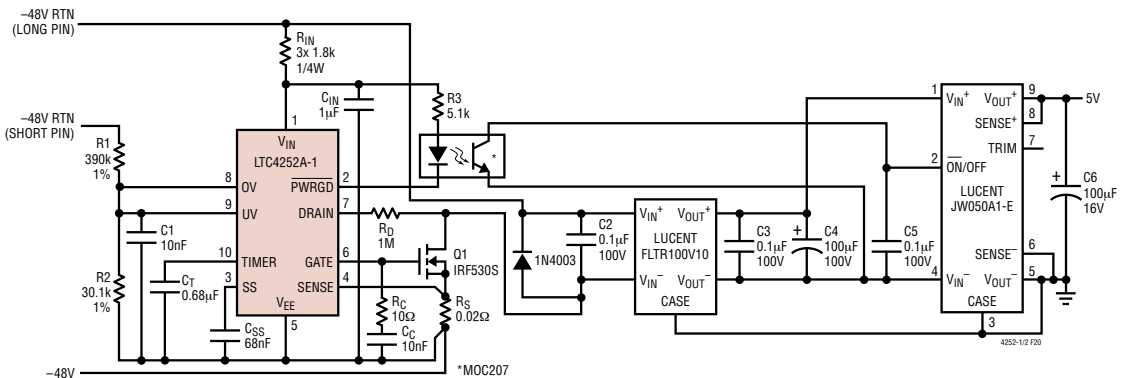 –48V RTN
(LONG PIN)
RIN
3x 1.8k
1/4W
CIN
1µF
R3
5.1k
–48V RTN
(SHORT PIN)
R1
390k
1%
1
VIN
LTC4252A-1
8
OV
PWRGD
2
9
UV
DRAIN
7
10
TIMER
GATE
6
3
SS
SENSE
4
VEE
5
C1
10nF
R2
30.1k
1%
CT
0.68µF
CSS
68nF
–48V
RD
1M
Q1
IRF530S
RC
10Ω
CC
10nF
RS
0.02Ω
*
*MOC207
1N4003
C2
0.1µF
100V
VIN+
VOUT+
LUCENT
FLTR100V10
VIN–
VOUT–
CASE
C3
0.1µF
100V
+
C4
100µF
100V
C5
0.1µF
100V
1
VIN+
VOUT+
9
5V
SENSE+
8
TRIM
7
2
ON/OFF
LUCENT
JW050A1-E
SENSE–
6
4
VIN–
VOUT–
5
CASE
3
+
C6
100µF
16V
4252-1/2 F20